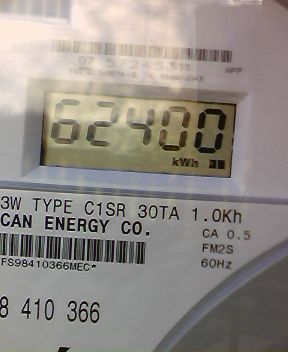 62400
kWh
3W TYPE C1SR 30TA 1.0Kh
CAN ENERGY CO.
CA 0.5
FM2S
60Hz
FS98410366MEC*
8 410 366